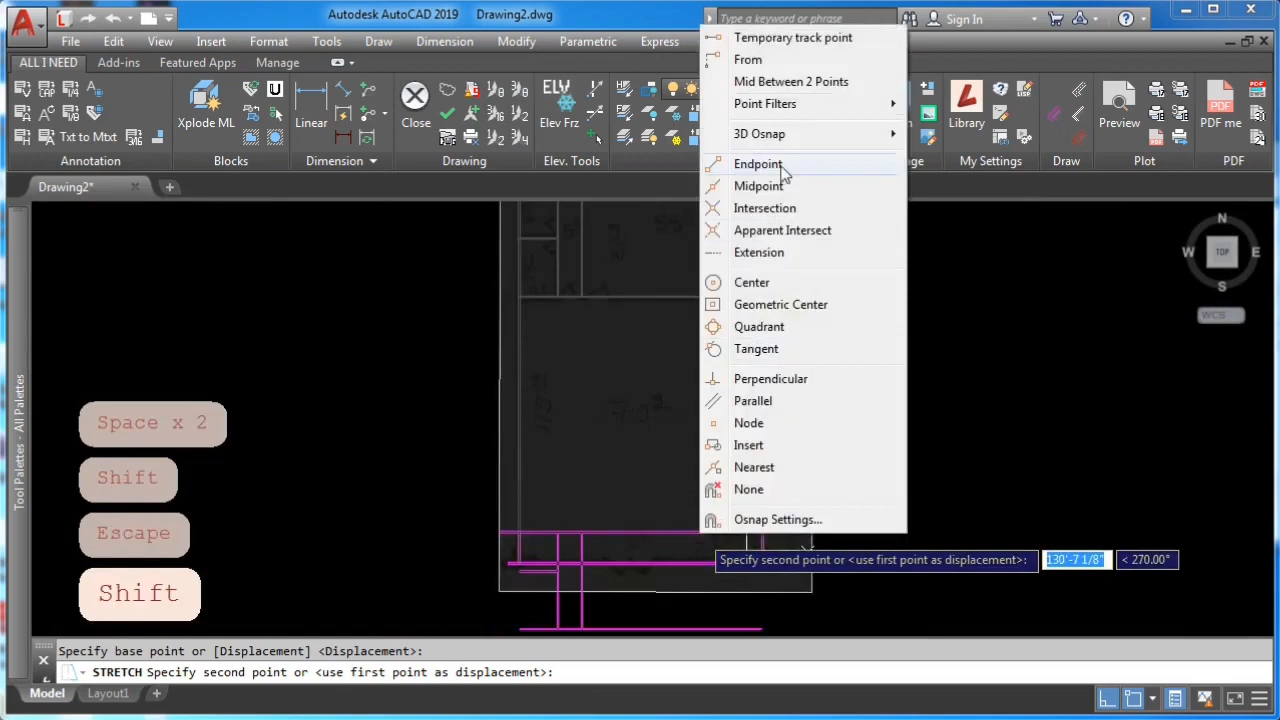 Autodesk AutoCAD 2019 Drawing2.dwg
Type a keyword or phrase
Sign In
File Edit View Insert Format Tools Draw Dimension Modify Parametric Express
ALL I NEED Add-ins Featured Apps Manage
Txt to Mtxt
Annotation
Xplode ML
Blocks
Linear
Dimension
Close
Drawing
ELV
Elev Frz
Elev. Tools
Library
My Settings
Draw
Preview
Plot
PDF
PDF me
PDF
Drawing2*
Temporary track point
From
Mid Between 2 Points
Point Filters
3D Osnap
Endpoint
Midpoint
Intersection
Apparent Intersect
Extension
Center
Geometric Center
Quadrant
Tangent
Perpendicular
Parallel
Node
Insert
Nearest
None
Osnap Settings...
N
W TOP E
S
WCS
Tool Palettes - All Palettes
Space x 2
Shift
Escape
Shift
Specify second point or <use first point as displacement>: 130'-7 1/8" < 270.00°
Specify base point or [Displacement] <Displacement>:
STRETCH Specify second point or <use first point as displacement>:
Model Layout1